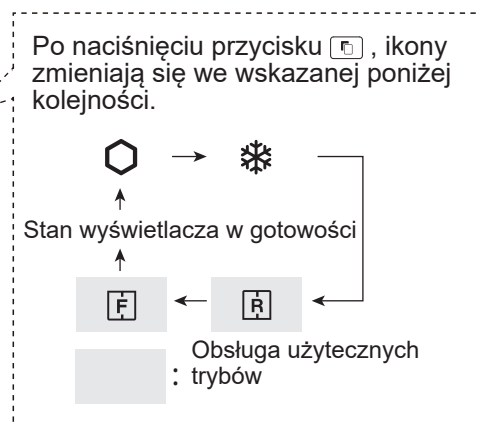 Po naciśnięciu przycisku , ikony
zmieniają się we wskazanej poniżej
kolejności.
Stan wyświetlacza w gotowości
F R
Obsługa użytecznych
: trybów